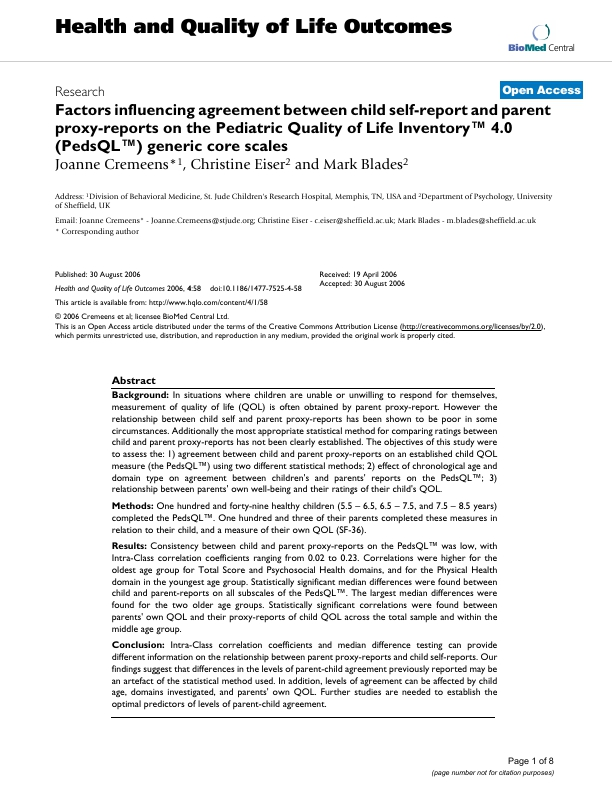 Health and Quality of Life Outcomes
BioMed Central
Research
Open Access
Factors influencing agreement between child self-report and parent
proxy-reports on the Pediatric Quality of Life Inventory™ 4.0
(PedsQL™) generic core scales
Joanne Cremeens*1, Christine Eiser2 and Mark Blades2
Address: 1Division of Behavioral Medicine, St. Jude Children's Research Hospital, Memphis, TN, USA and 2Department of Psychology, University
of Sheffield, UK
Email: Joanne Cremeens* - Joanne.Cremeens@stjude.org; Christine Eiser - c.eiser@sheffield.ac.uk; Mark Blades - m.blades@sheffield.ac.uk
* Corresponding author
Published: 30 August 2006
Health and Quality of Life Outcomes 2006, 4:58 doi:10.1186/1477-7525-4-58
Received: 19 April 2006
Accepted: 30 August 2006
This article is available from: http://www.hqlo.com/content/4/1/58
© 2006 Cremeens et al; licensee BioMed Central Ltd.
This is an Open Access article distributed under the terms of the Creative Commons Attribution License (http://creativecommons.org/licenses/by/2.0),
which permits unrestricted use, distribution, and reproduction in any medium, provided the original work is properly cited.
Abstract
Background: In situations where children are unable or unwilling to respond for themselves,
measurement of quality of life (QOL) is often obtained by parent proxy-report. However the
relationship between child self and parent proxy-reports has been shown to be poor in some
circumstances. Additionally the most appropriate statistical method for comparing ratings between
child and parent proxy-reports has not been clearly established. The objectives of this study were
to assess the: 1) agreement between child and parent proxy-reports on an established child QOL
measure (the PedsQL™) using two different statistical methods; 2) effect of chronological age and
domain type on agreement between children's and parents' reports on the PedsQL™; 3)
relationship between parents' own well-being and their ratings of their child's QOL.
Methods: One hundred and forty-nine healthy children (5.5 – 6.5, 6.5 – 7.5, and 7.5 – 8.5 years)
completed the PedsQL™. One hundred and three of their parents completed these measures in
relation to their child, and a measure of their own QOL (SF-36).
Results: Consistency between child and parent proxy-reports on the PedsQL™ was low, with
Intra-Class correlation coefficients ranging from 0.02 to 0.23. Correlations were higher for the
oldest age group for Total Score and Psychosocial Health domains, and for the Physical Health
domain in the youngest age group. Statistically significant median differences were found between
child and parent-reports on all subscales of the PedsQL™. The largest median differences were
found for the two older age groups. Statistically significant correlations were found between
parents' own QOL and their proxy-reports of child QOL across the total sample and within the
middle age group.
Conclusion: Intra-Class correlation coefficients and median difference testing can provide
different information on the relationship between parent proxy-reports and child self-reports. Our
findings suggest that differences in the levels of parent-child agreement previously reported may be
an artefact of the statistical method used. In addition, levels of agreement can be affected by child
age, domains investigated, and parents' own QOL. Further studies are needed to establish the
optimal predictors of levels of parent-child agreement.
Page 1 of 8
(page number not for citation purposes)